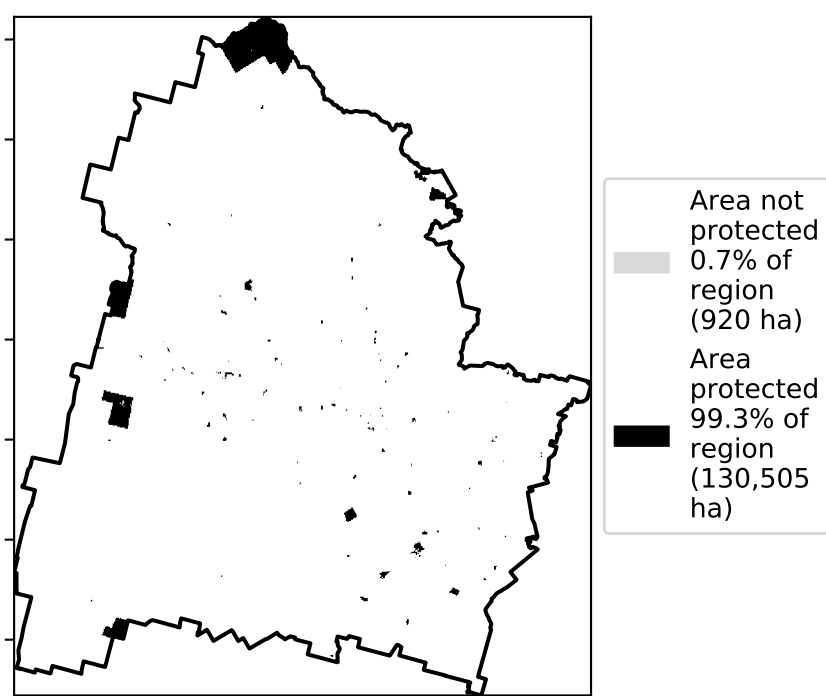 Area not
protected
0.7% of
region
(920 ha)
Area
protected
99.3% of
region
(130,505
ha)